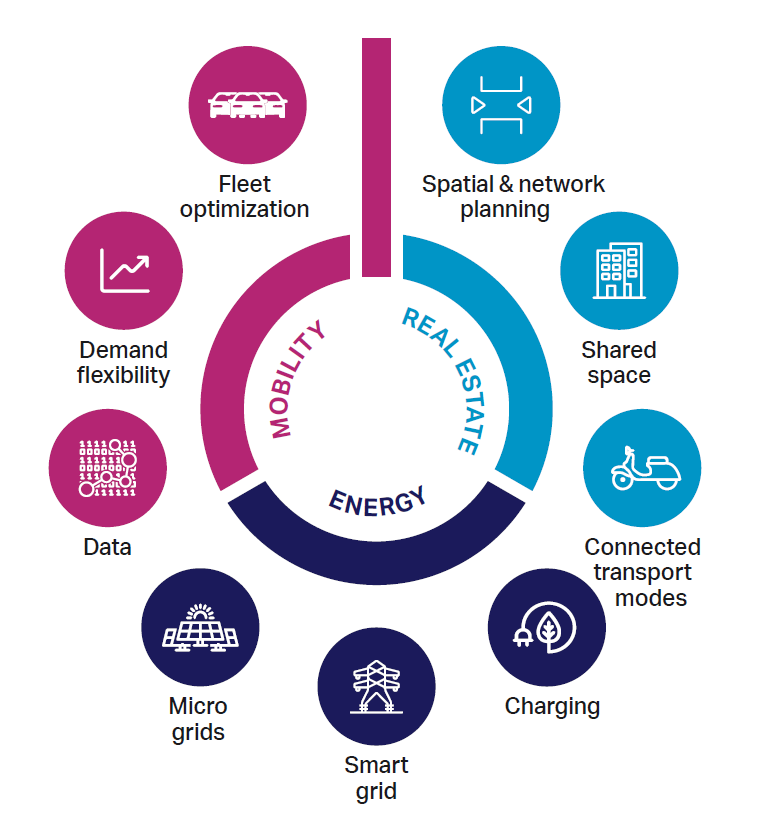 Fleet
optimization
Spatial & network
planning
Demand
flexibility
Shared
space
MOBILITY
REAL ESTATE
ENERGY
Data
Connected
transport
modes
Micro
grids
Charging
Smart
grid